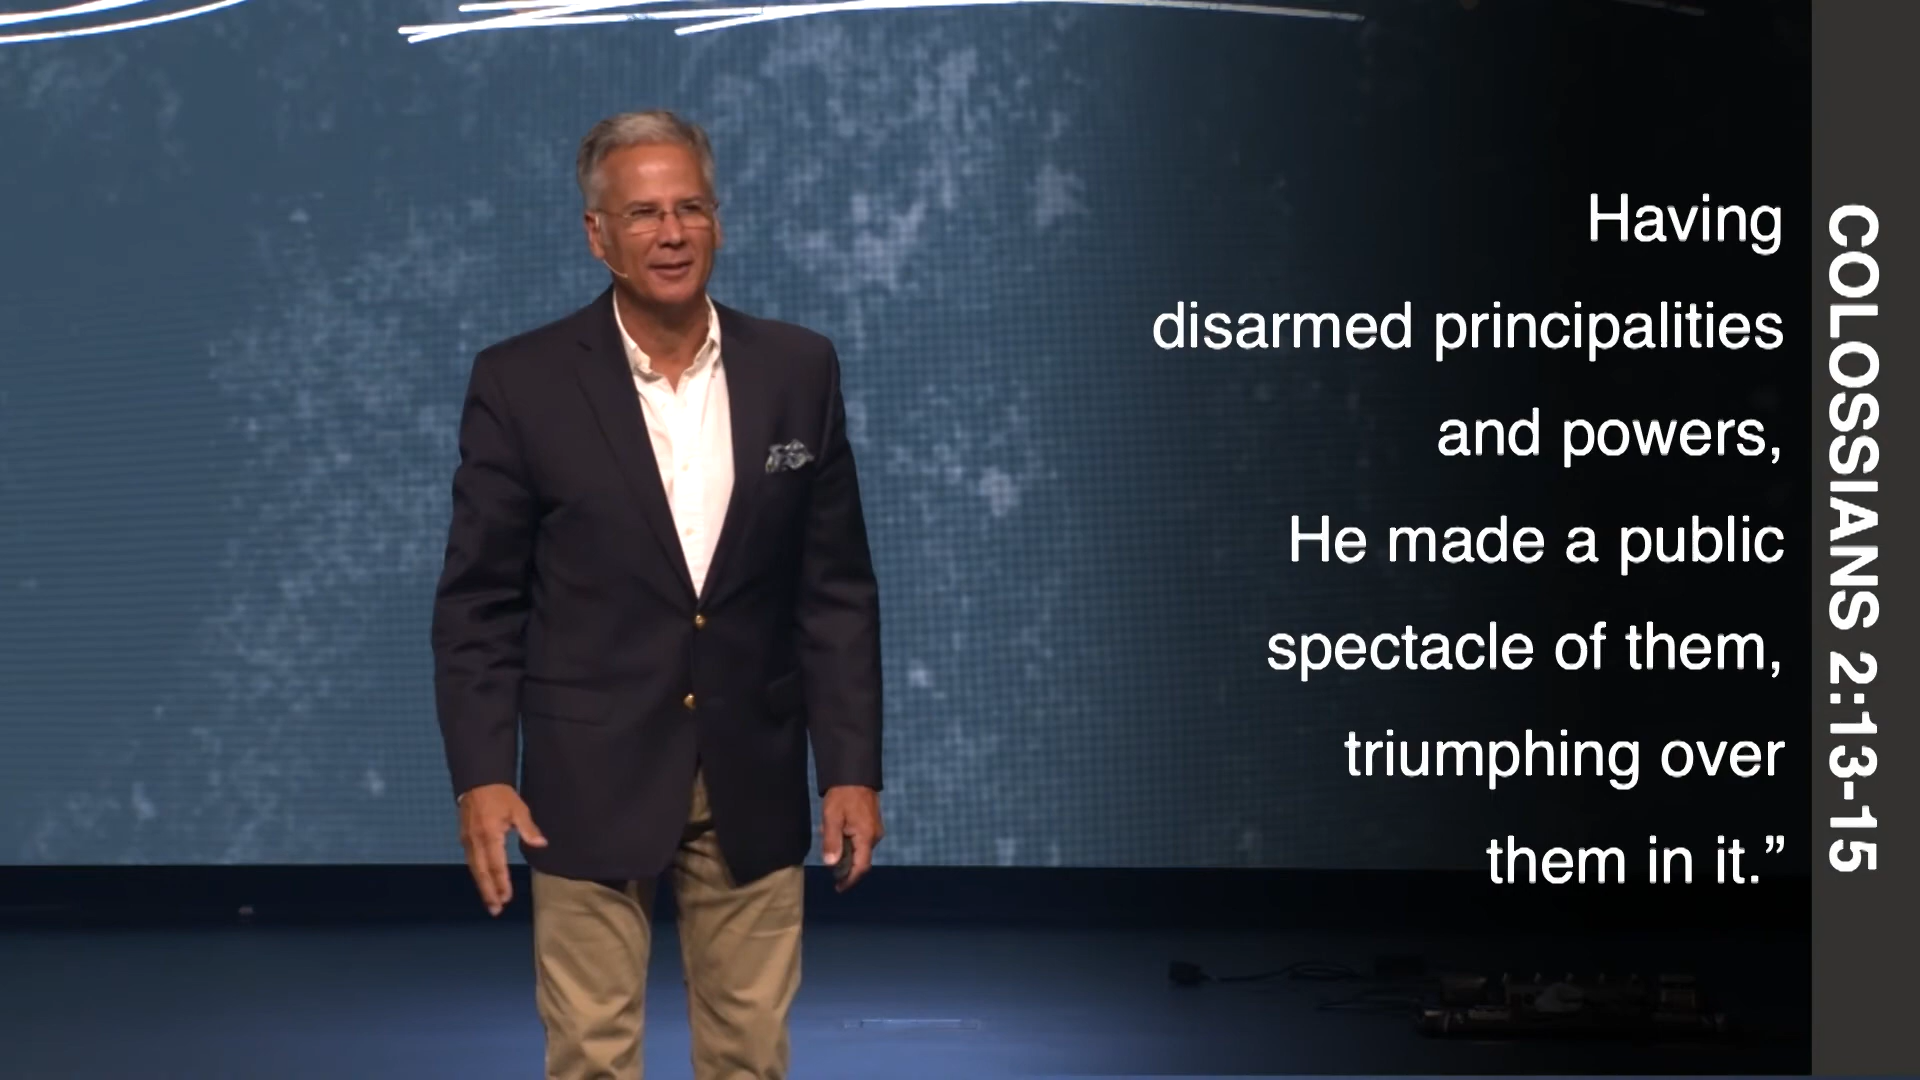 Having
disarmed principalities
and powers,
He made a public
spectacle of them,
triumphing over
them in it.”
COLOSSIANS 2:13-15